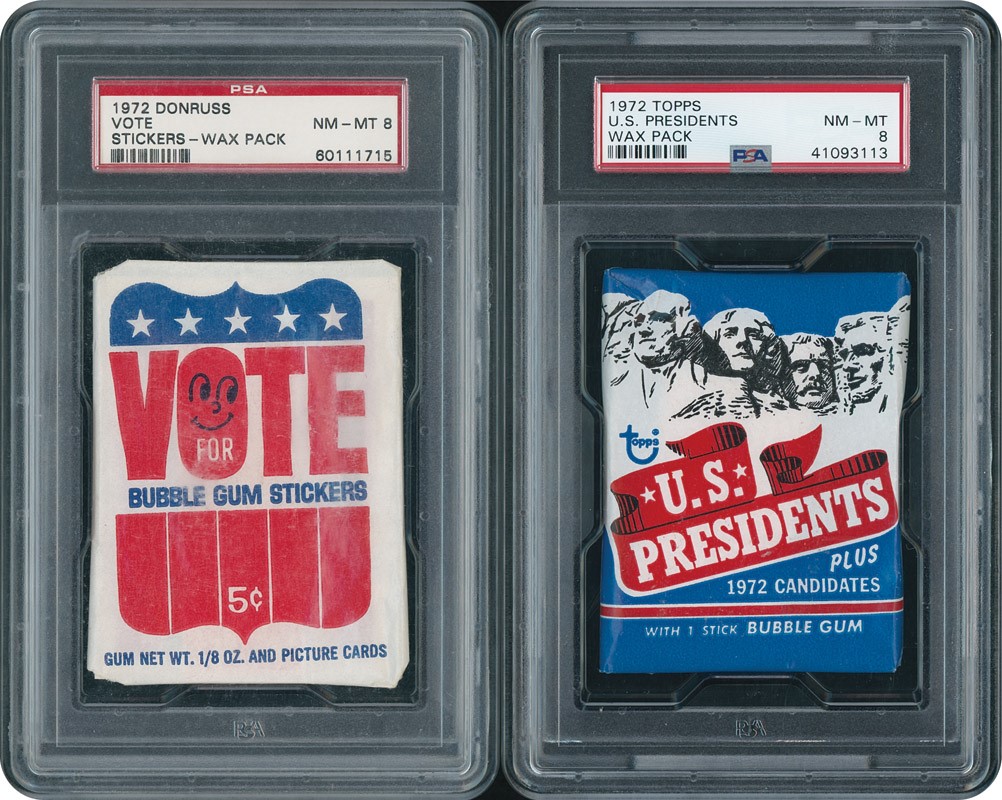 PSA
1972 DONRUSS
VOTE NM-MT 8
STICKERS-WAX PACK
60111715
VOTE
FOR
BUBBLE GUM STICKERS
5¢
GUM NET WT. 1/8 OZ. AND PICTURE CARDS
PSA
1972 TOPPS
U.S. PRESIDENTS NM-MT
WAX PACK 8
PSA 41093113
topps
U.S.
PRESIDENTS
PLUS
1972 CANDIDATES
WITH 1 STICK BUBBLE GUM
PSA